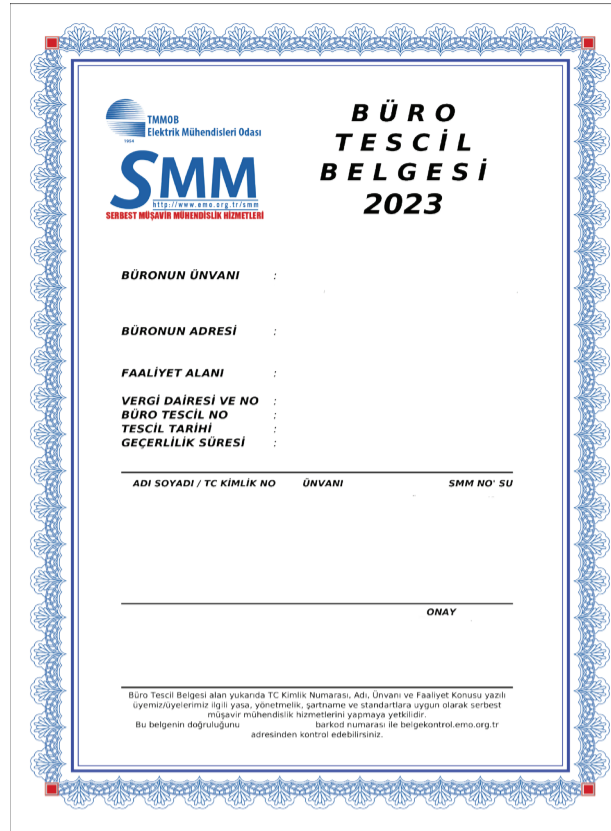 TMMOB
Elektrik Mühendisleri Odası
1954
SMM
http://www.emo.org.tr/smm
SERBEST MÜŞAVİR MÜHENDİSLİK HİZMETLERİ
BÜRO
TESCİL
BELGESİ
2023
BÜRONUN ÜNVANI :
BÜRONUN ADRESİ :
FAALİYET ALANI :
VERGİ DAİRESİ VE NO :
BÜRO TESCİL NO :
TESCİL TARİHİ :
GEÇERLİLİK SÜRESİ :
ADI SOYADI / TC KİMLİK NO ÜNVANI SMM NO' SU
ONAY
Büro Tescil Belgesi alan yukarıda TC Kimlik Numarası, Adı, Ünvanı ve Faaliyet Konusu yazılı
üyemiz/üyelerimiz ilgili yasa, yönetmelik, şartname ve standartlara uygun olarak serbest
müşavir mühendislik hizmetlerini yapmaya yetkilidir.
Bu belgenin doğruluğunu barkod numarası ile belgekontrol.emo.org.tr
adresinden kontrol edebilirsiniz.